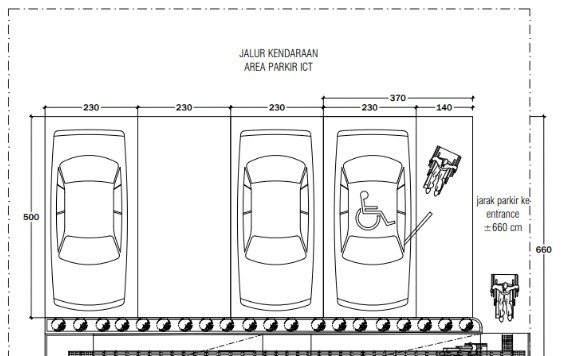 JALUR KENDARAAN
AREA PARKIR ICT
370
230
230
230
230
140
500
jarak parkir ke
entrance
±660 cm
660